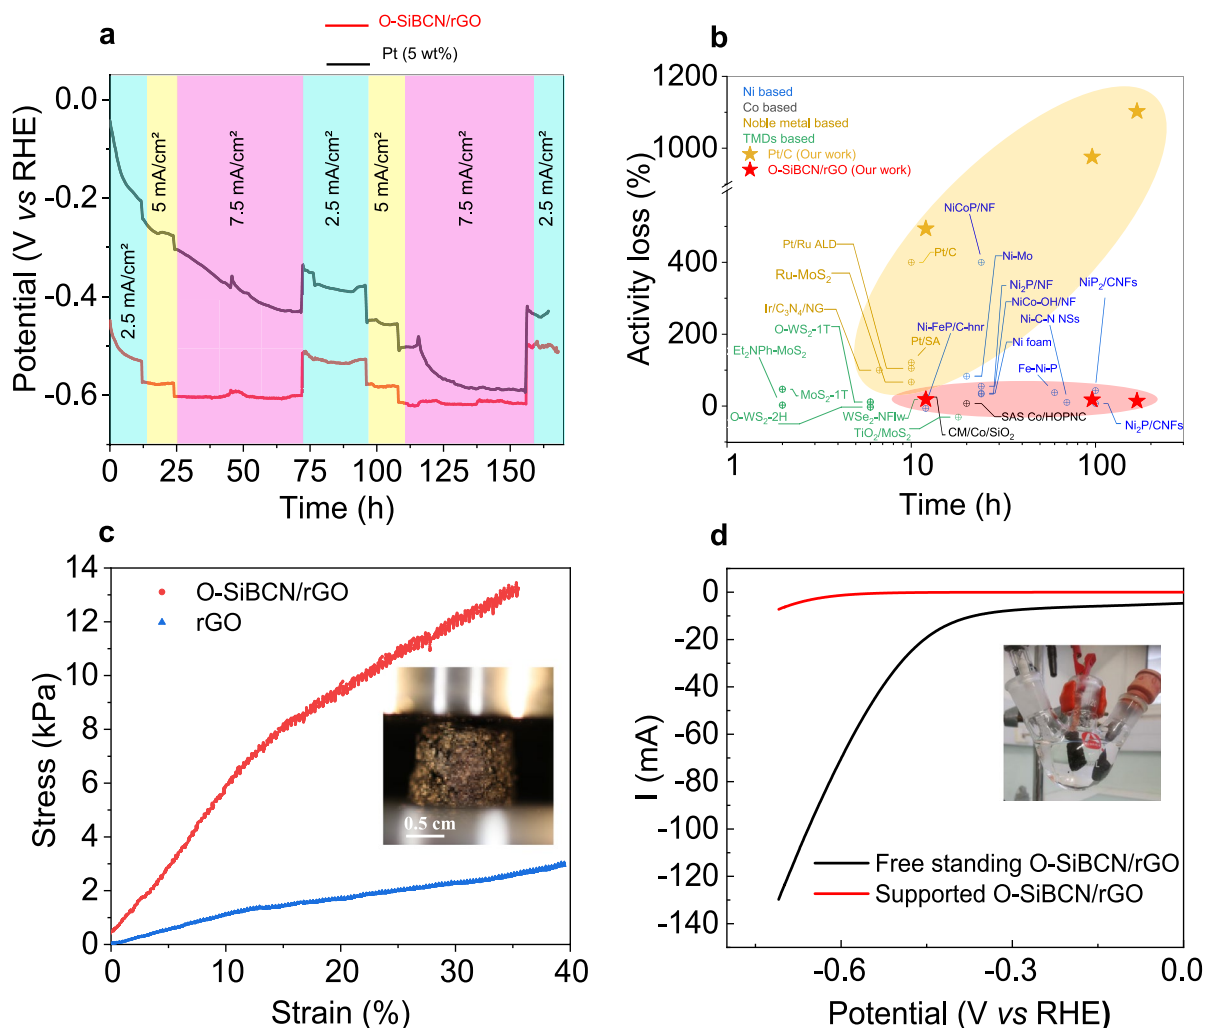 a
O-SiBCN/rGO
Pt (5 wt%)
Potential (V vs RHE)
0.0
-0.2
-0.4
-0.6
2.5 mA/cm²
5 mA/cm²
7.5 mA/cm²
2.5 mA/cm²
5 mA/cm²
7.5 mA/cm²
2.5 mA/cm²
0
25
50
75
100
125
150
Time (h)
b
Activity loss (%)
1200
1000
400
200
0
Ni based
Co based
Noble metal based
TMDs based
Pt/C (Our work)
O-SiBCN/rGO (Our work)
NiCoP/NF
Pt/Ru ALD
Pt/C
Ni-Mo
Ru-MoS₂
Ni₂P/NF
NiP₂/CNFs
Ir/C₃N₄/NG
NiCo-OH/NF
O-WS₂-1T
Ni-FeP/C-hnr
Ni-C-N NSs
Pt/SA
Ni foam
Et₂NPh-MoS₂
Fe-Ni-P
MoS₂-1T
O-WS₂-2H
WSe₂-NFlw
SAS Co/HOPNC
TiO₂/MoS₂
CM/Co/SiO₂
Ni₂P/CNFs
1
10
100
Time (h)
c
Stress (kPa)
14
12
10
8
6
4
2
0
O-SiBCN/rGO
rGO
0.5 cm
0
10
20
30
40
Strain (%)
d
I (mA)
0
-20
-40
-60
-80
-100
-120
-140
Free standing O-SiBCN/rGO
Supported O-SiBCN/rGO
-0.6
-0.3
0.0
Potential (V vs RHE)